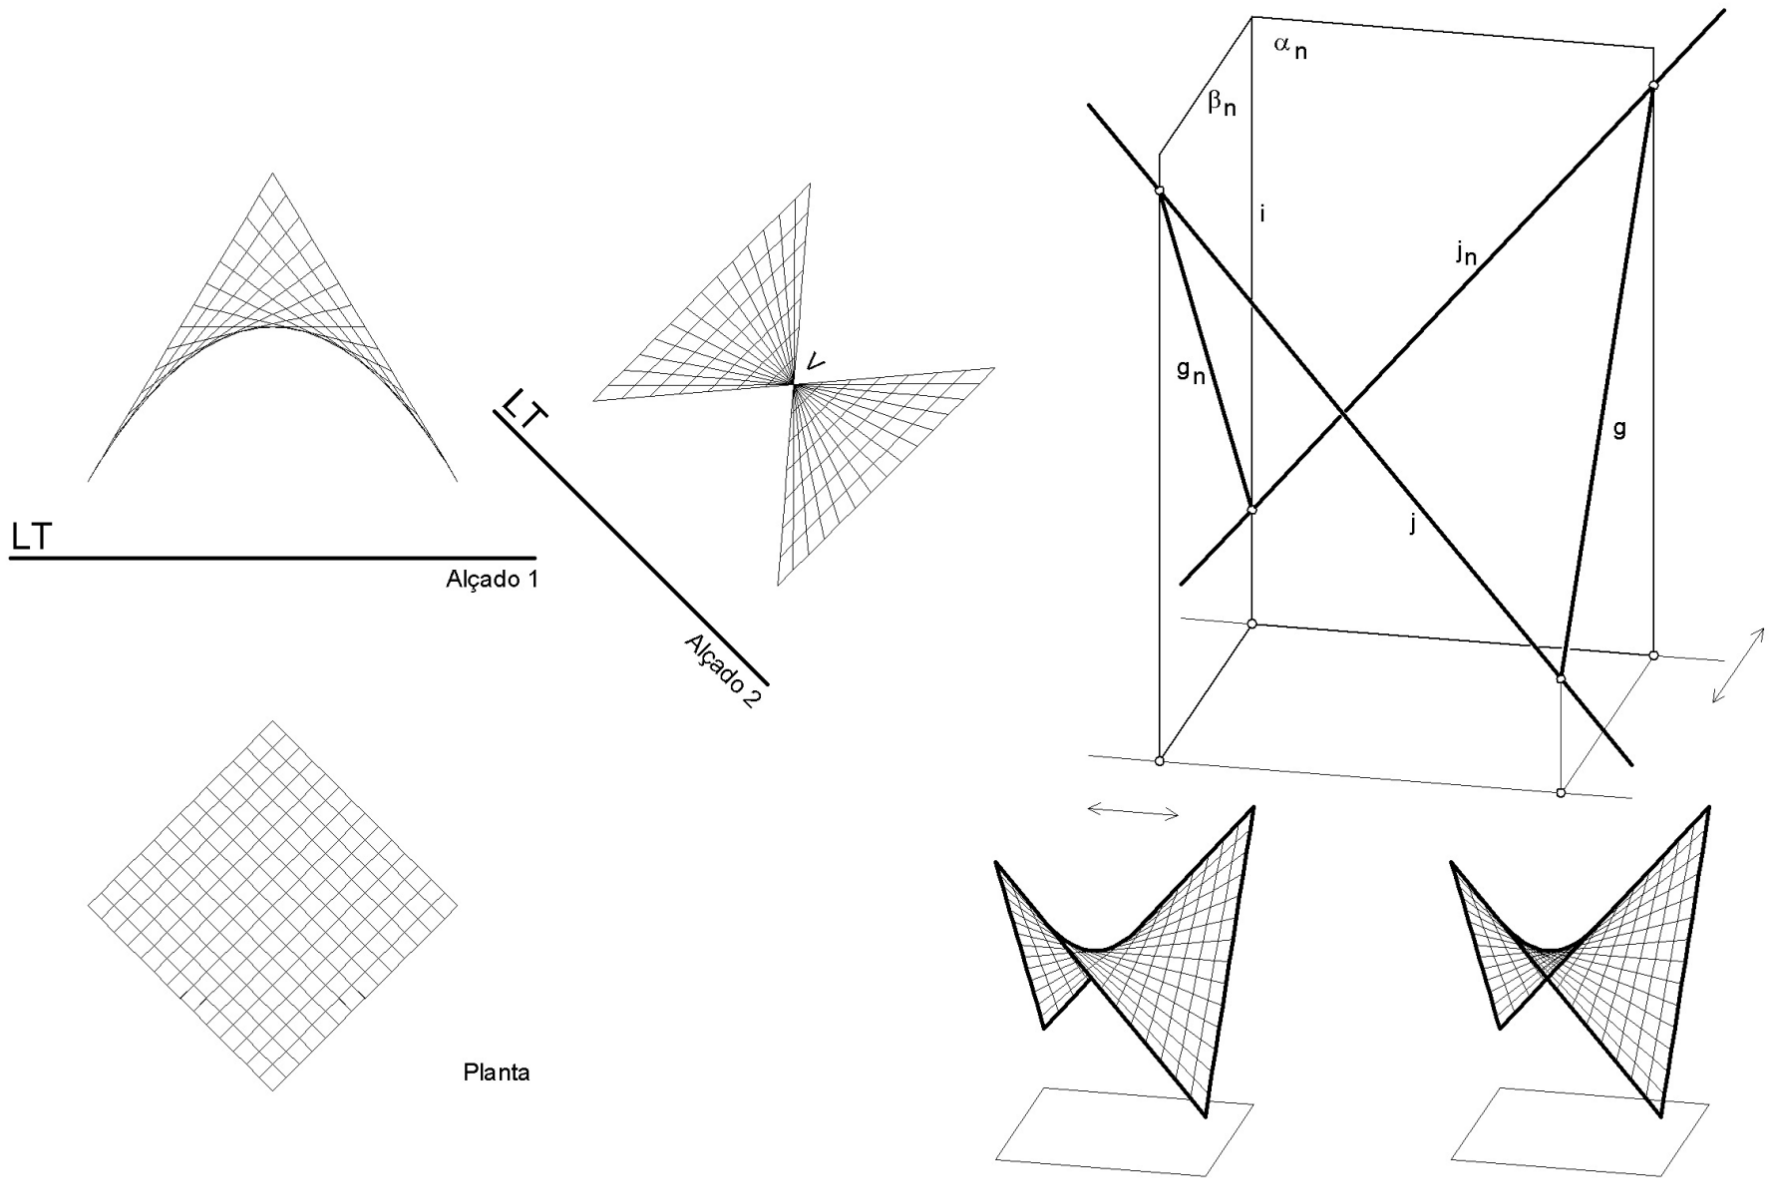 LT
Alçado 1
Planta
LT
Alçado 2
V
αn
βn
i
jn
gn
g
j